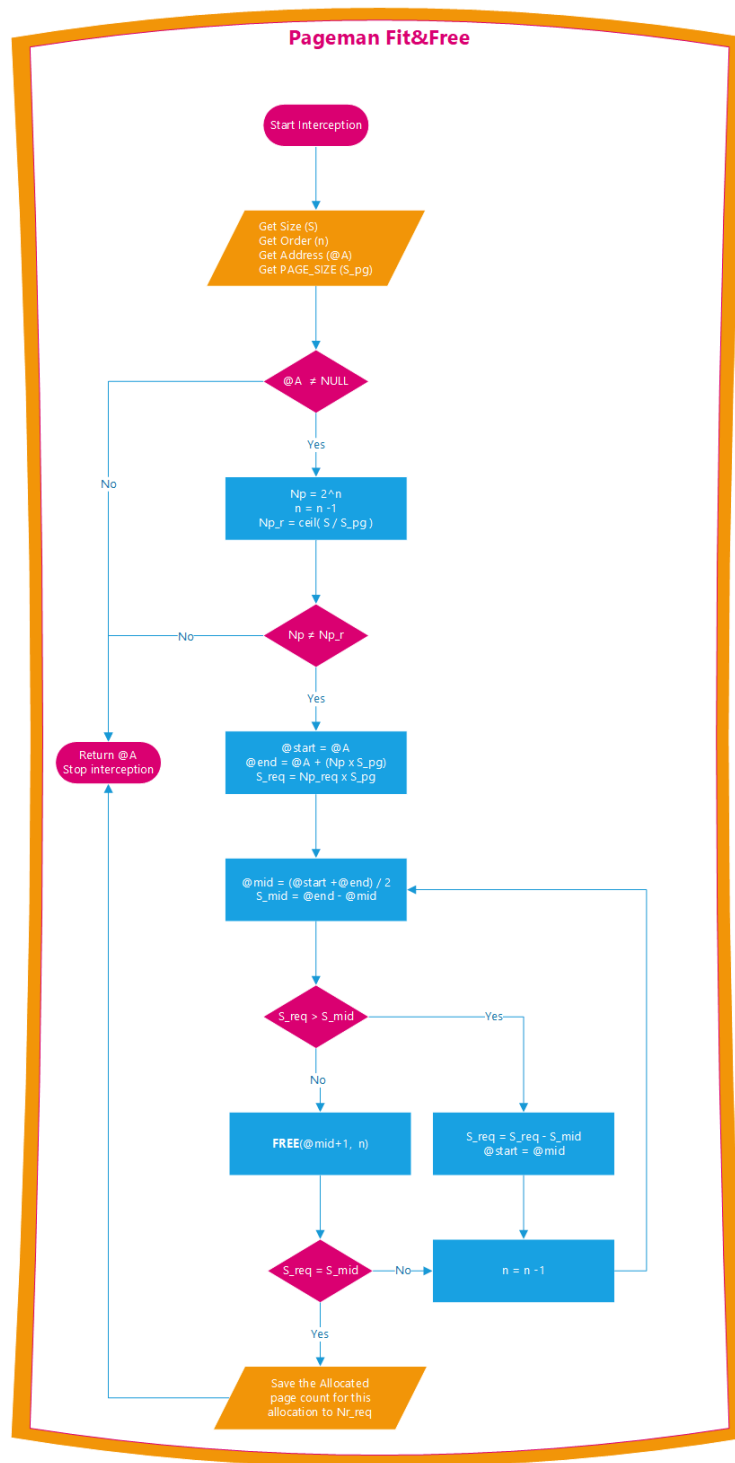 Pageman Fit&Free
Start Interception
Get Size (S)
Get Order (n)
Get Address (@A)
Get PAGE_SIZE (S_pg)
@A ≠ NULL
Yes
No
Np = 2^n
n = n -1
Np_r = ceil( S / S_pg )
Np ≠ Np_r
No
Yes
@start = @A
@end = @A + (Np x S_pg)
S_req = Np_req x S_pg
Return @A
Stop interception
@mid = (@start +@end) / 2
S_mid = @end - @mid
S_req > S_mid
Yes
No
FREE(@mid+1, n)
S_req = S_req - S_mid
@start = @mid
S_req = S_mid
No
n = n -1
Yes
Save the Allocated
page count for this
allocation to Nr_req